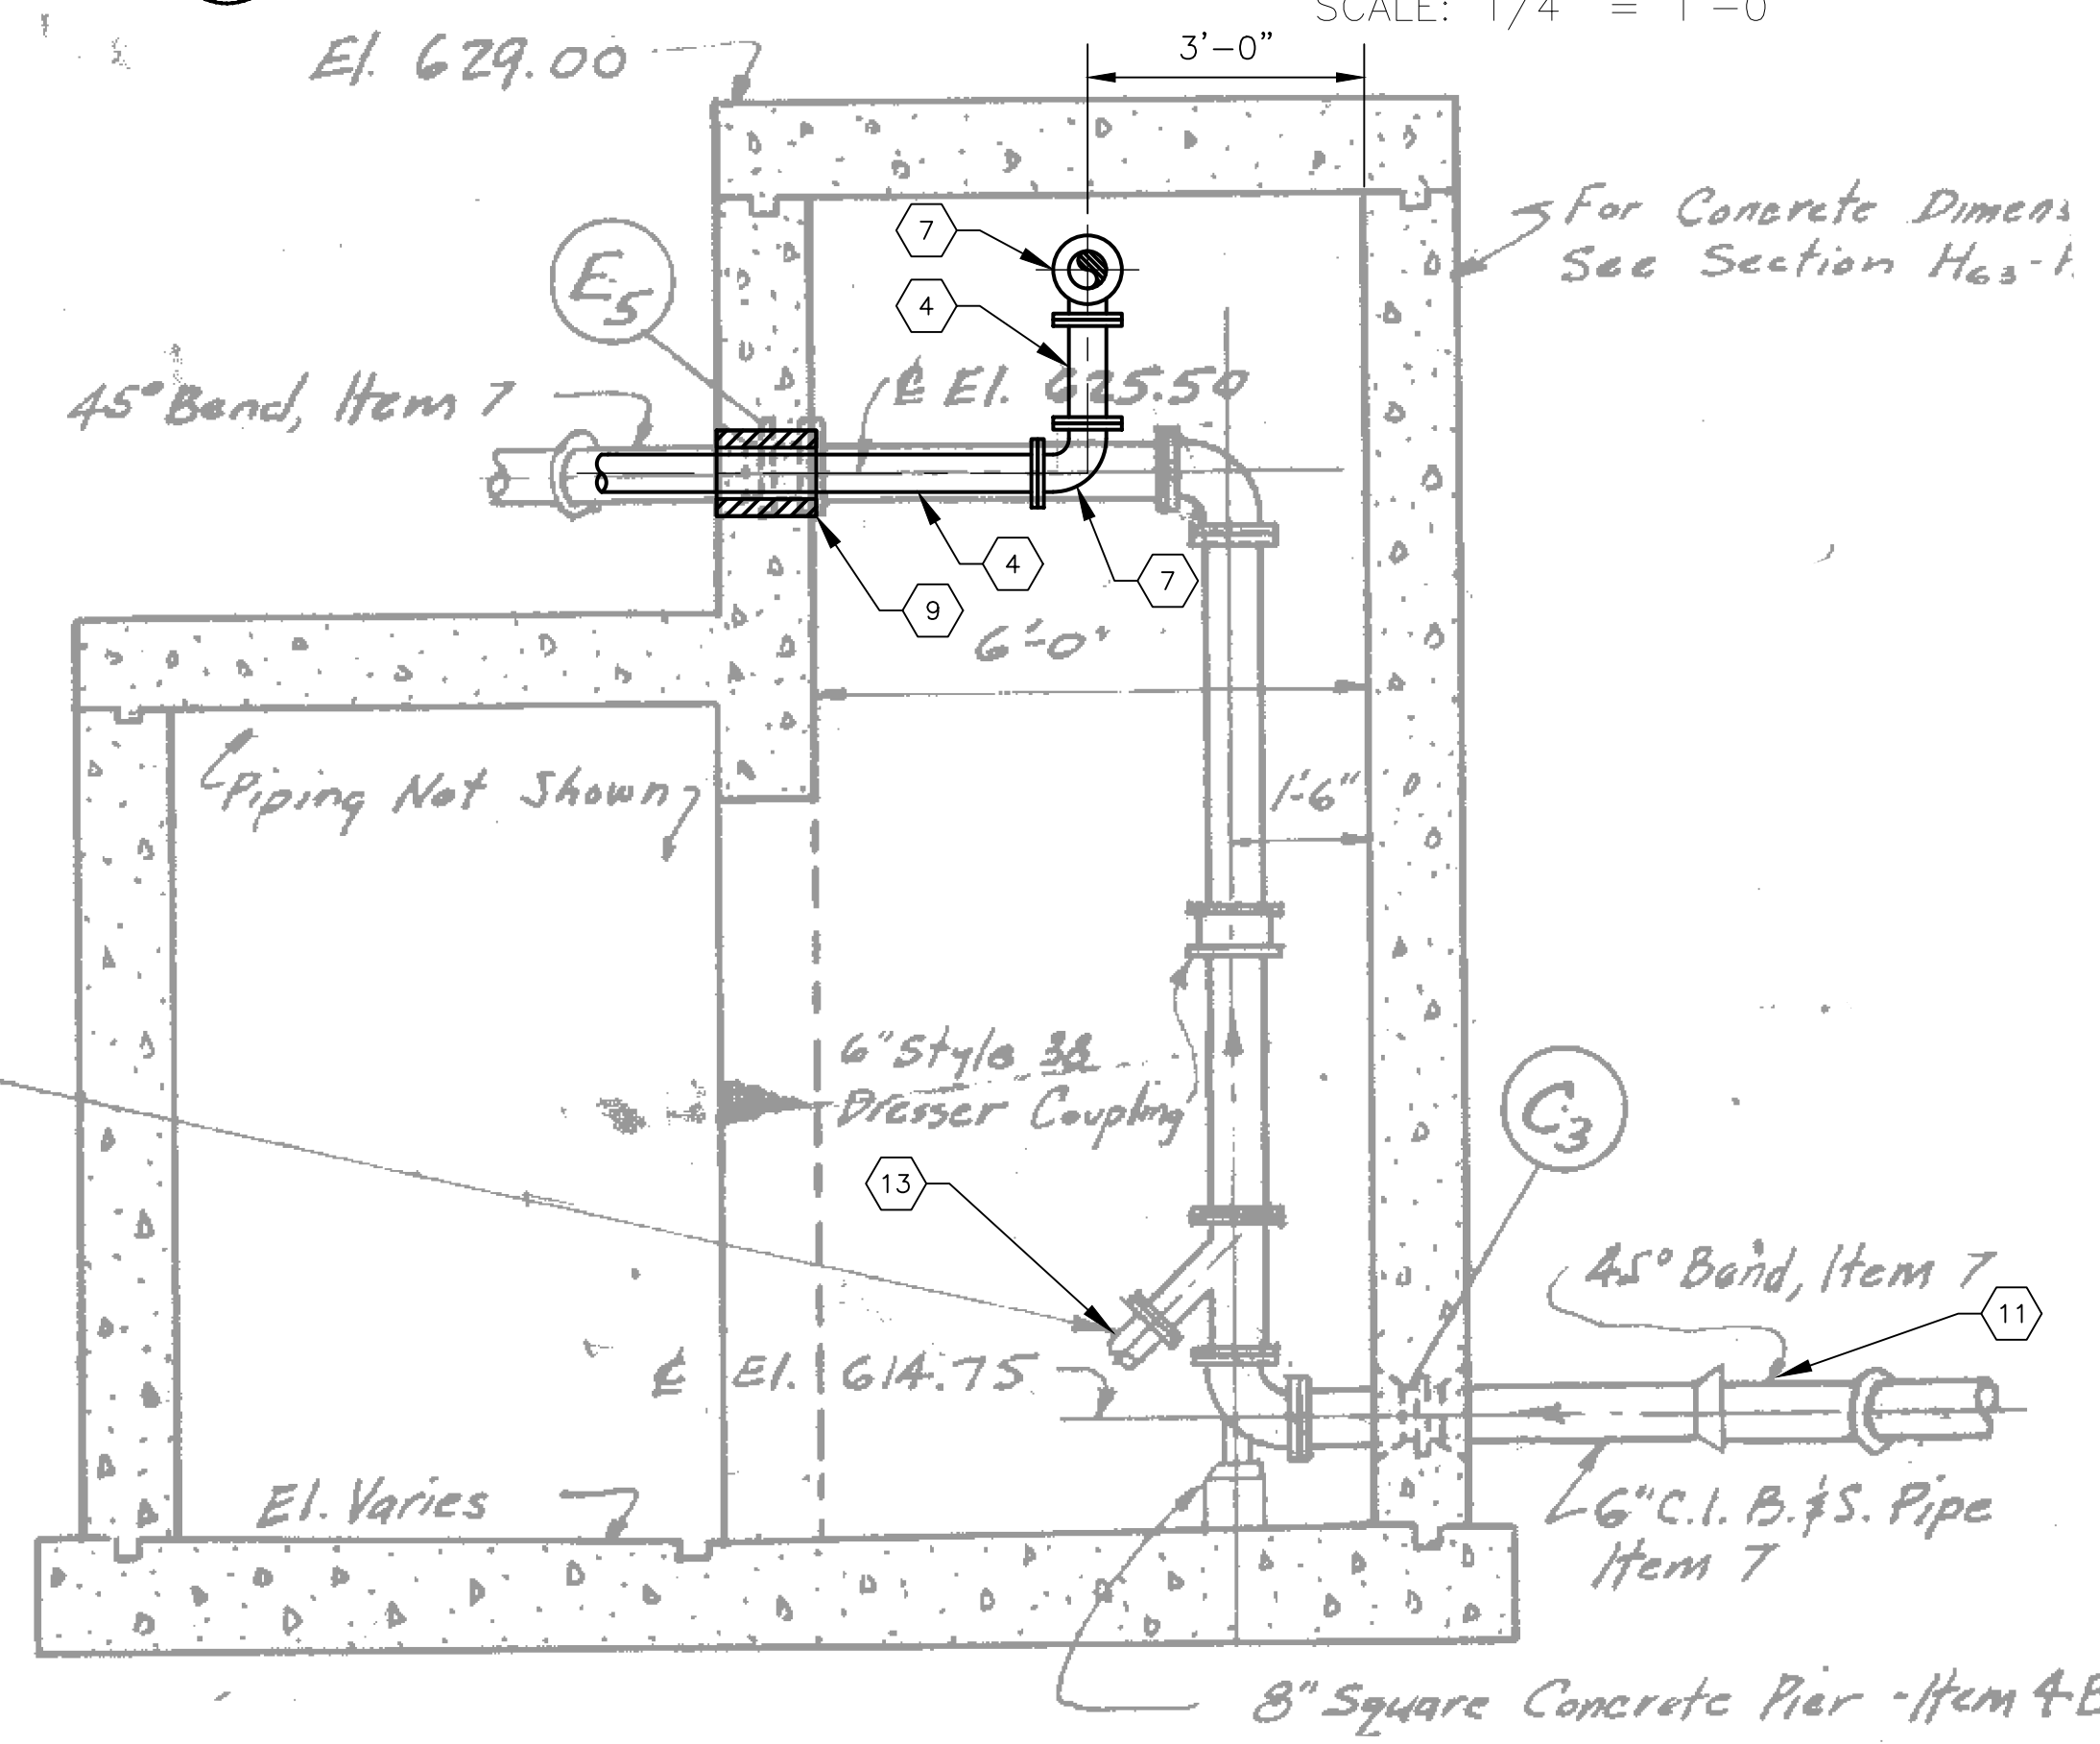 SCALE: 1/4" = 1'-0"
El. 629.00
3'-0"
For Concrete Dimens
See Section H63-H
7
E5
4
45° Bend, Item 7
℄ El. 625.50
4
7
9
6'-0"
Piping Not Shown
1'-6"
6" Style 38
Dresser Coupling
C3
13
45° Bend, Item 7
11
℄ El. 614.75
El. Varies
6" C.I. B.&S. Pipe
Item 7
8" Square Concrete Pier - Item 4B